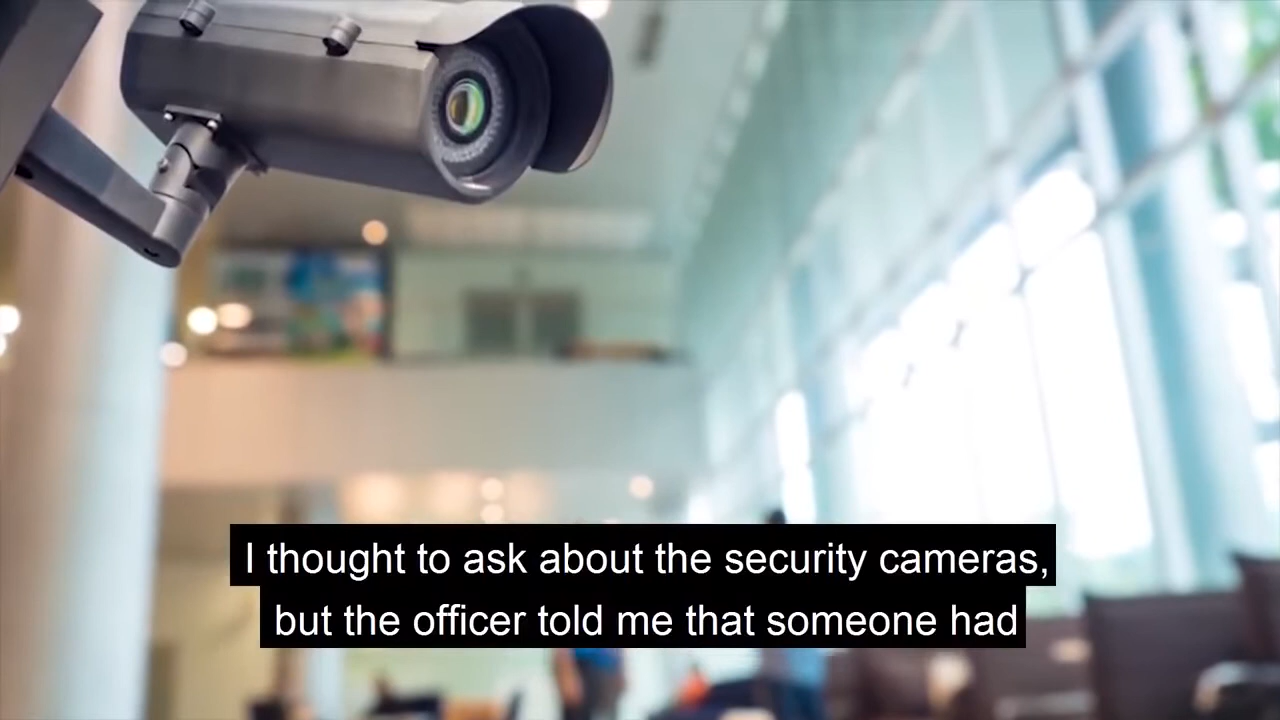 I thought to ask about the security cameras,
but the officer told me that someone had